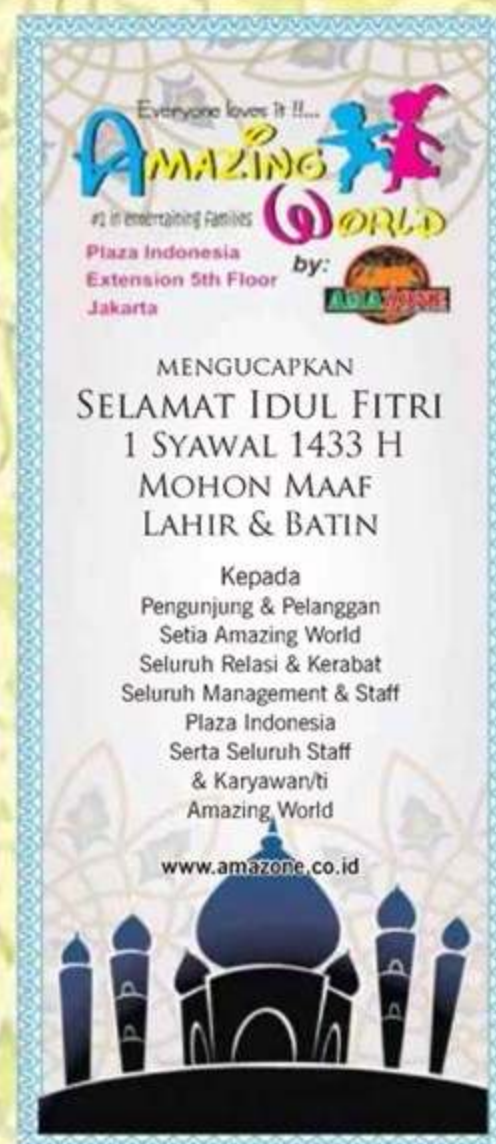 Everyone loves it !!...
AMAZING
#1 in entertaining families WORLD
Plaza Indonesia
Extension 5th Floor
Jakarta
by:
AMAZONE
MENGUCAPKAN
SELAMAT IDUL FITRI
1 SYAWAL 1433 H
MOHON MAAF
LAHIR & BATIN
Kepada
Pengunjung & Pelanggan
Setia Amazing World
Seluruh Relasi & Kerabat
Seluruh Management & Staff
Plaza Indonesia
Serta Seluruh Staff
& Karyawan/ti
Amazing World
www.amazone.co.id